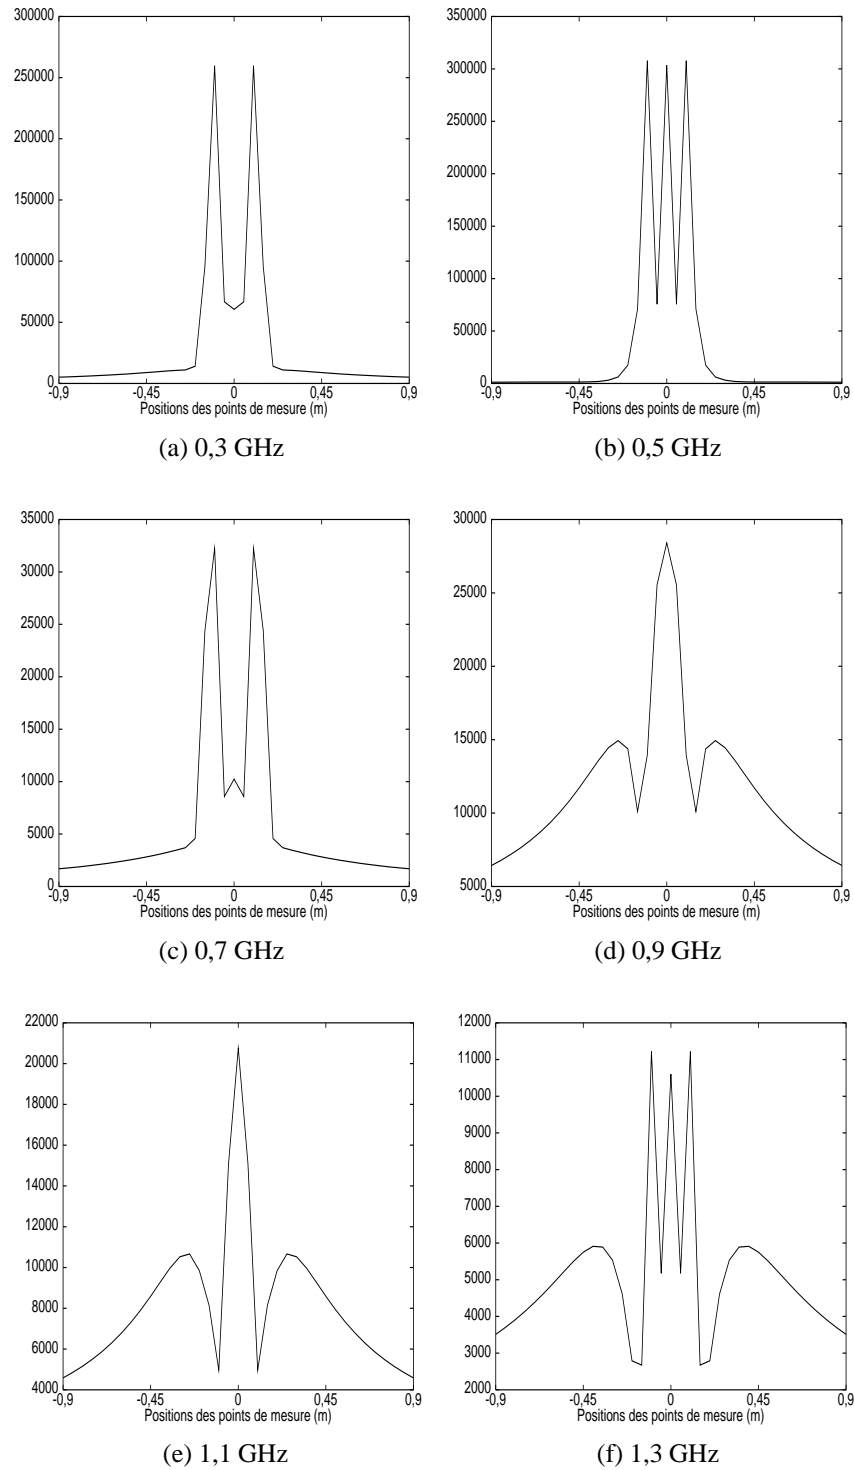 300000
250000
200000
150000
100000
50000
0
-0,9 -0,45 0 0,45 0,9
Positions des points de mesure (m)
(a) 0,3 GHz
350000
300000
250000
200000
150000
100000
50000
0
-0,9 -0,45 0 0,45 0,9
Positions des points de mesure (m)
(b) 0,5 GHz
35000
30000
25000
20000
15000
10000
5000
0
-0,9 -0,45 0 0,45 0,9
Positions des points de mesure (m)
(c) 0,7 GHz
30000
25000
20000
15000
10000
5000
-0,9 -0,45 0 0,45 0,9
Positions des points de mesure (m)
(d) 0,9 GHz
22000
20000
18000
16000
14000
12000
10000
8000
6000
4000
-0,9 -0,45 0 0,45 0,9
Positions des points de mesure (m)
(e) 1,1 GHz
12000
11000
10000
9000
8000
7000
6000
5000
4000
3000
2000
-0,9 -0,45 0 0,45 0,9
Positions des points de mesure (m)
(f) 1,3 GHz